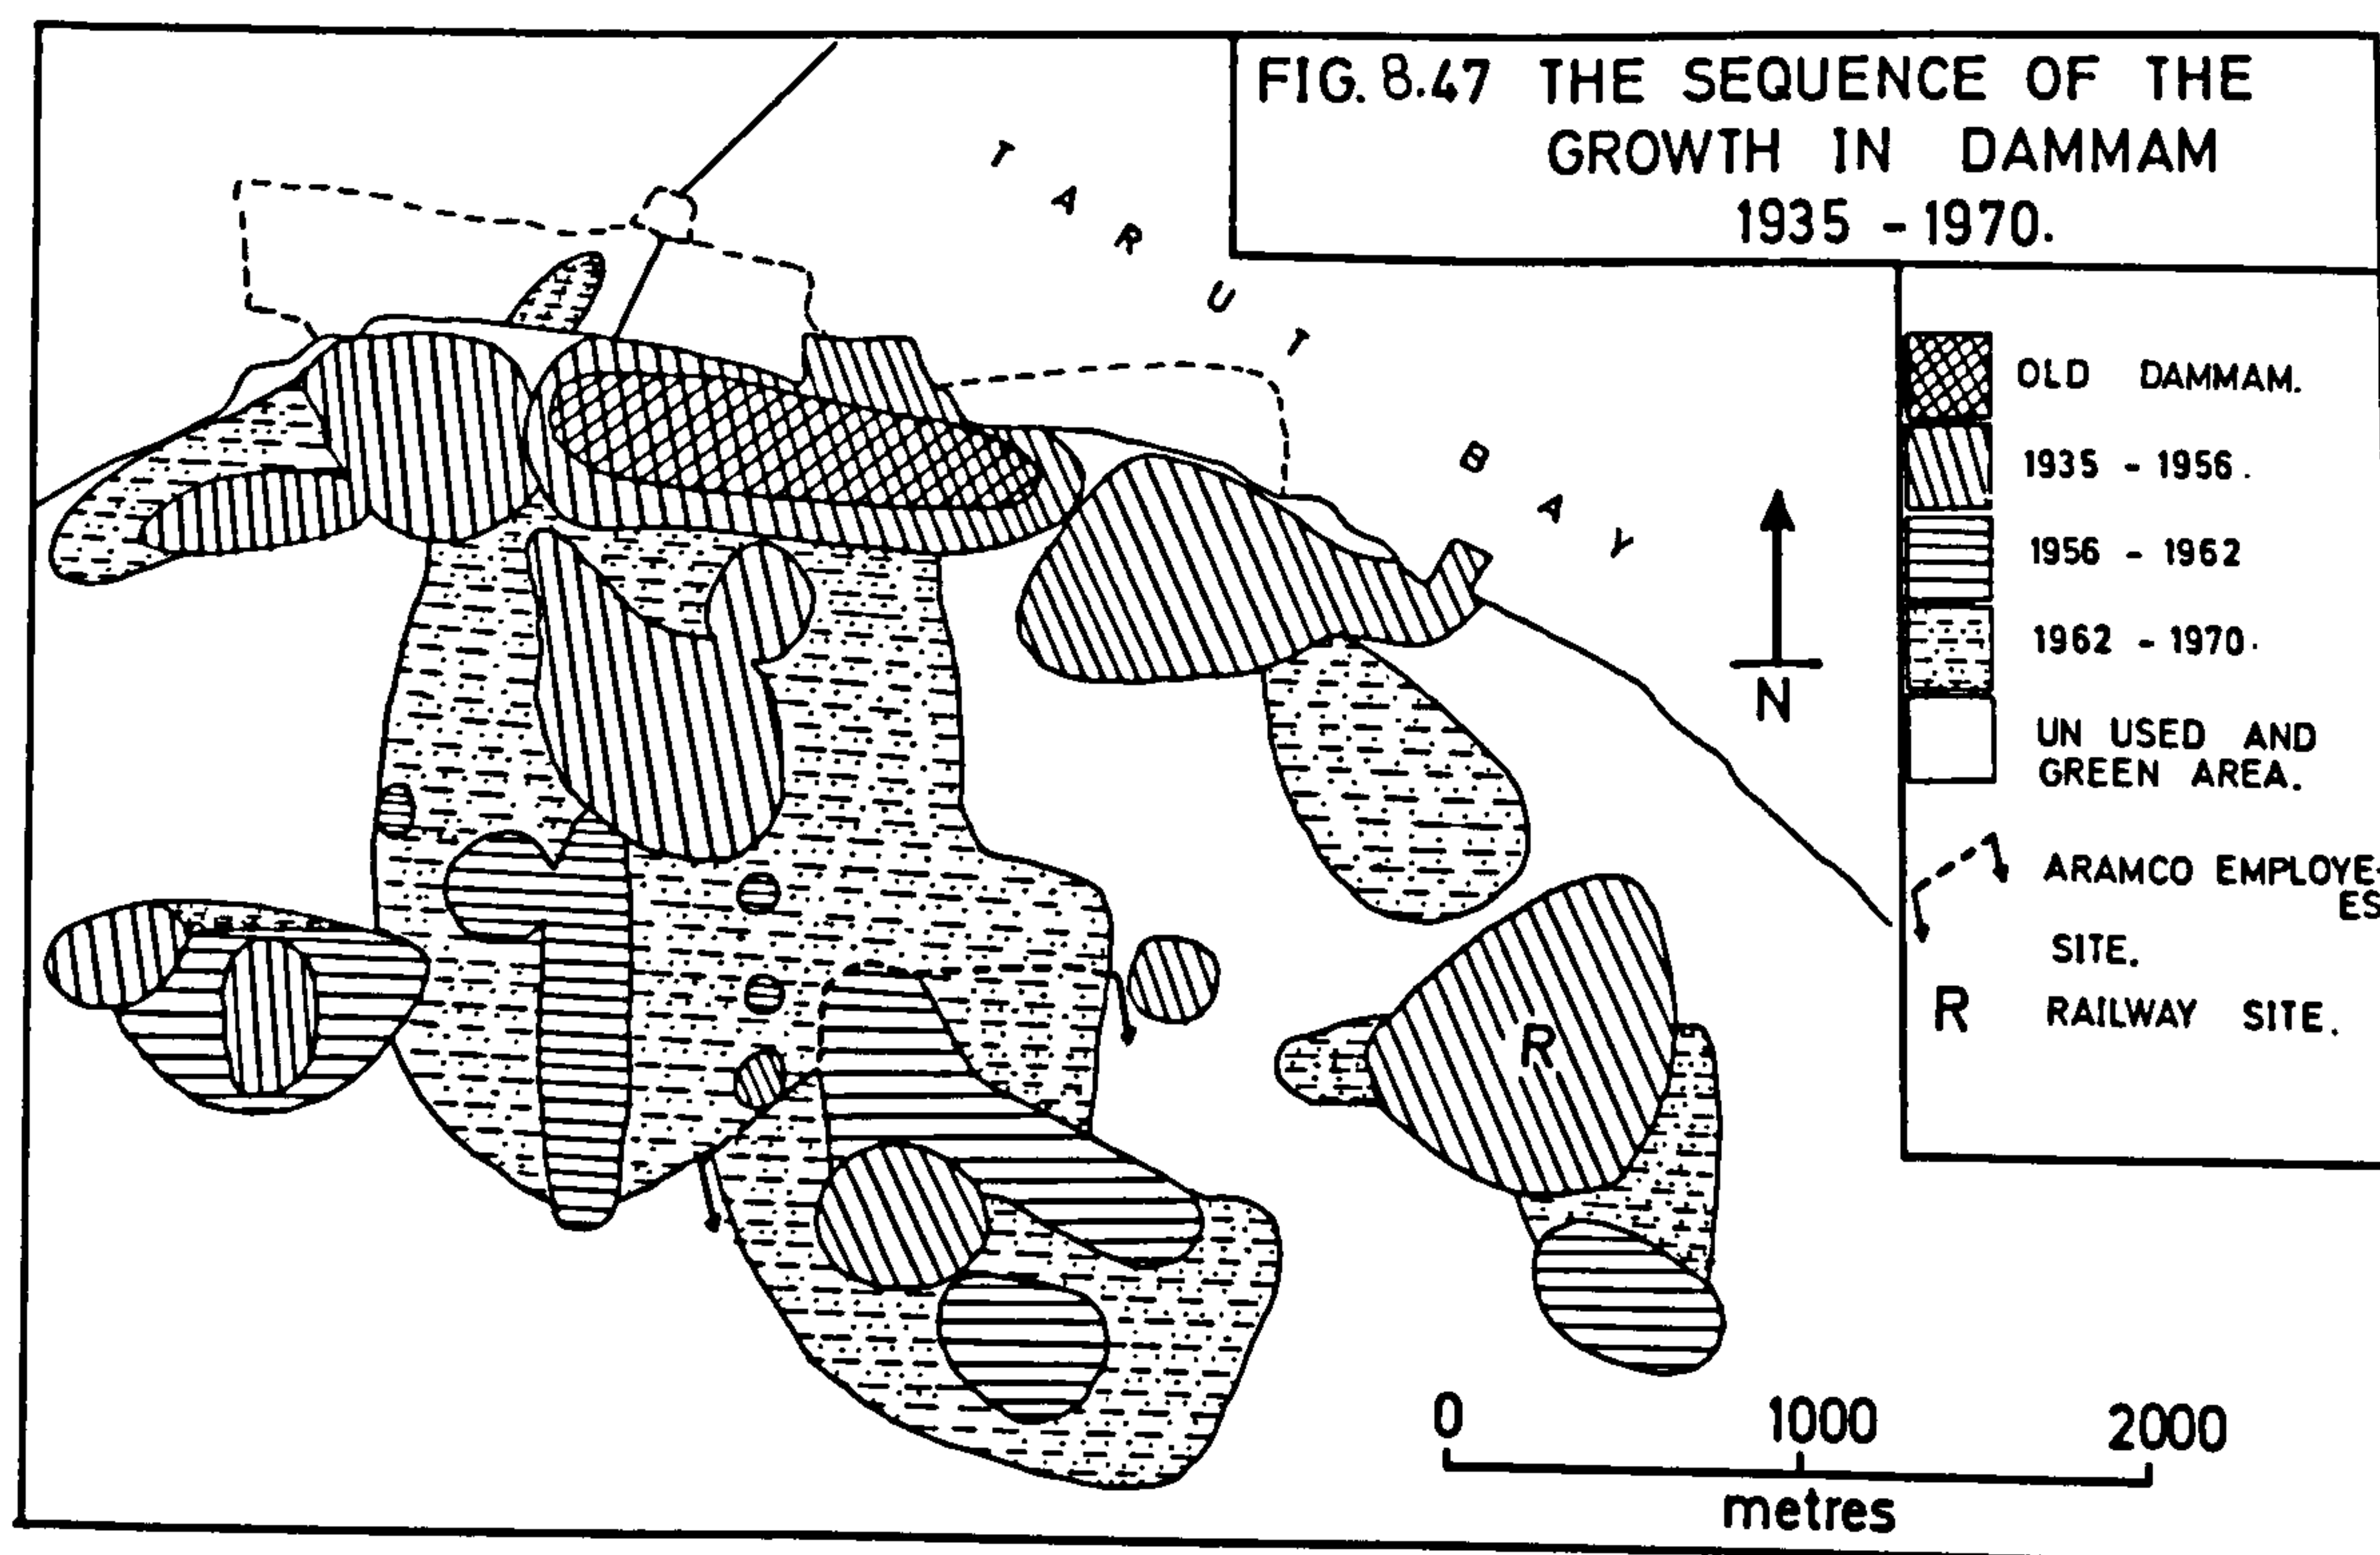 FIG. 8.47 THE SEQUENCE OF THE
GROWTH IN DAMMAM
1935 - 1970.
TARUT BAY
OLD DAMMAM.
1935 - 1956.
1956 - 1962
1962 - 1970.
UN USED AND
GREEN AREA.
ARAMCO EMPLOYE-
ES
SITE.
R RAILWAY SITE.
N
R
0 1000 2000
metres